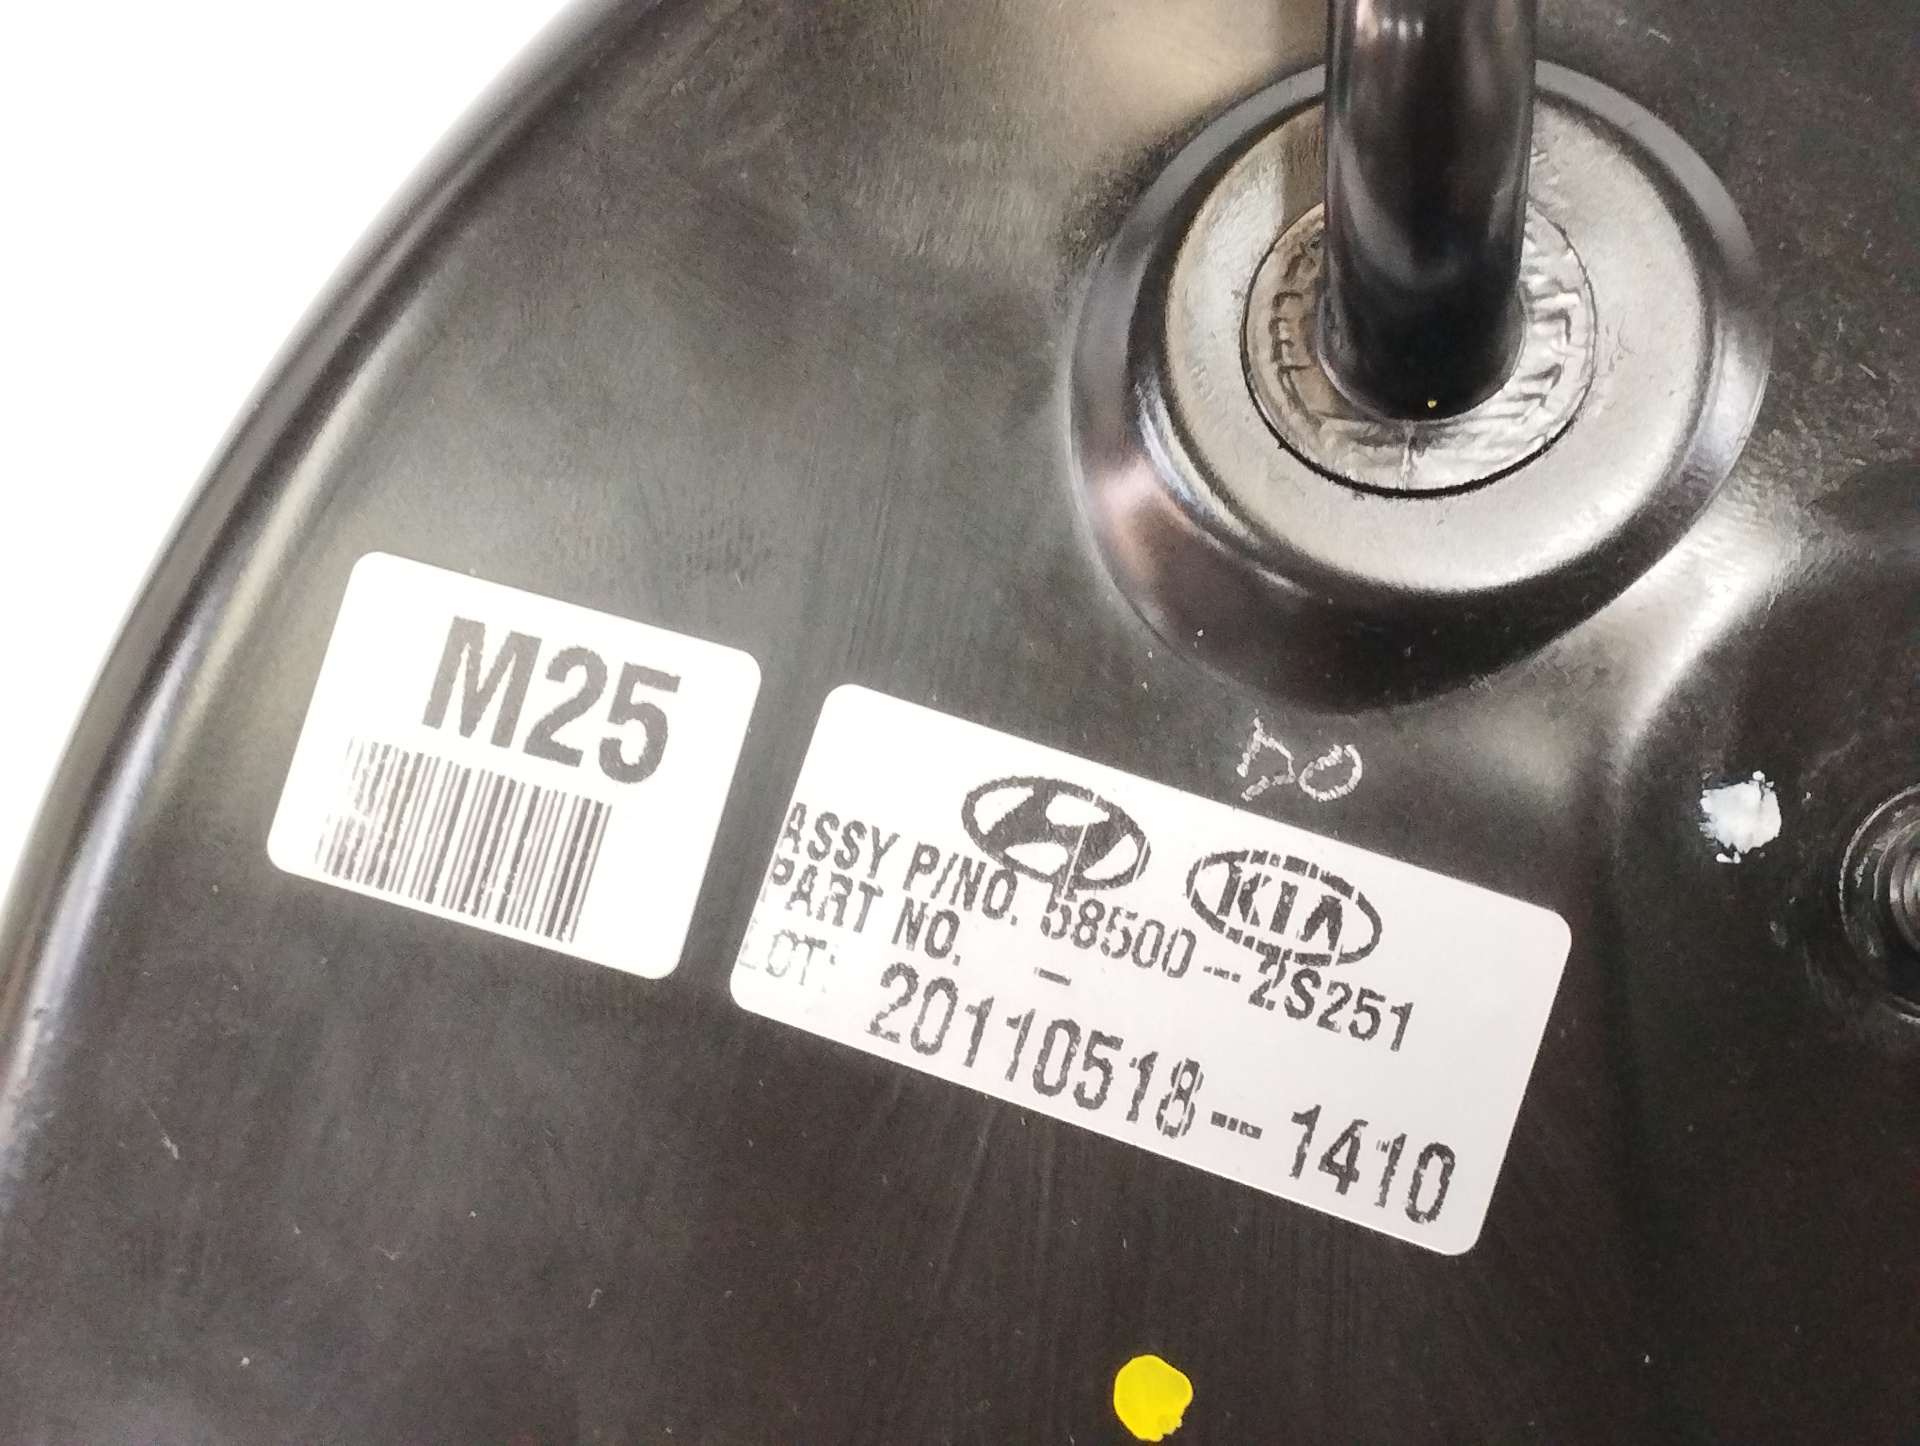 M25
KIA
ASSY P/NO. 58500-2S251
PART NO. -
LOT: 20110518-1410